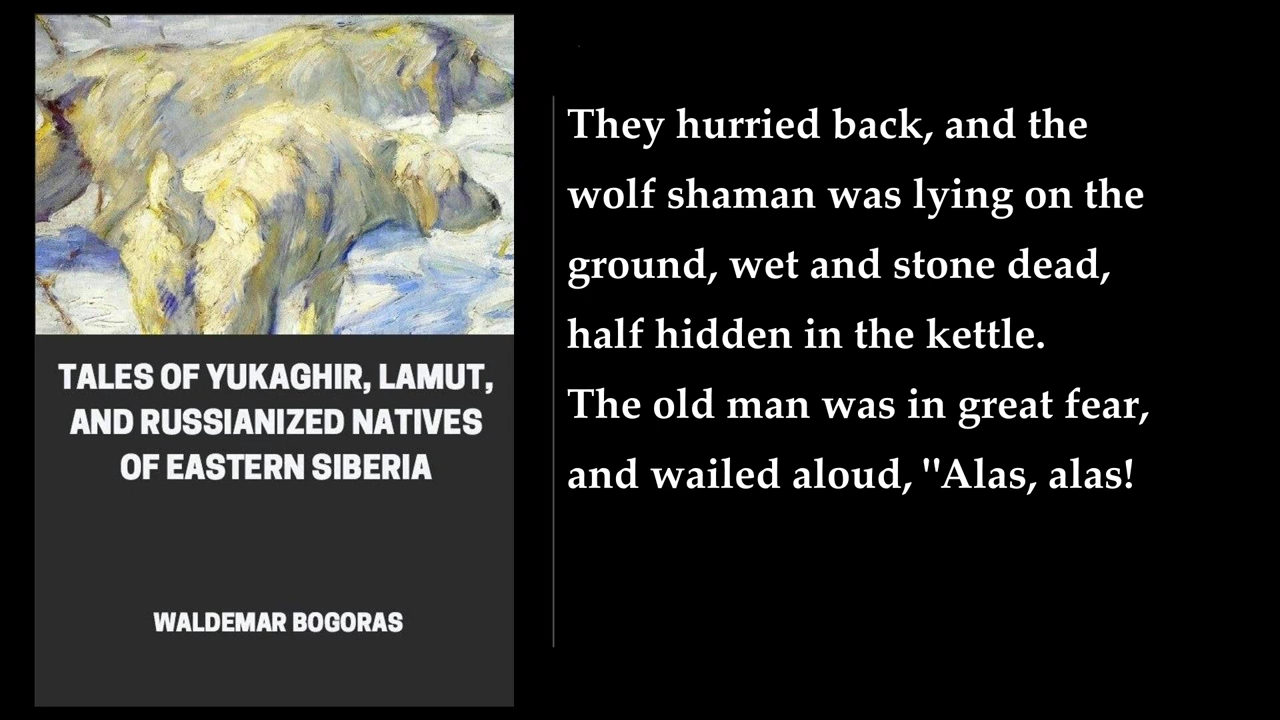 TALES OF YUKAGHIR, LAMUT,
AND RUSSIANIZED NATIVES
OF EASTERN SIBERIA
WALDEMAR BOGORAS
They hurried back, and the
wolf shaman was lying on the
ground, wet and stone dead,
half hidden in the kettle.
The old man was in great fear,
and wailed aloud, "Alas, alas!